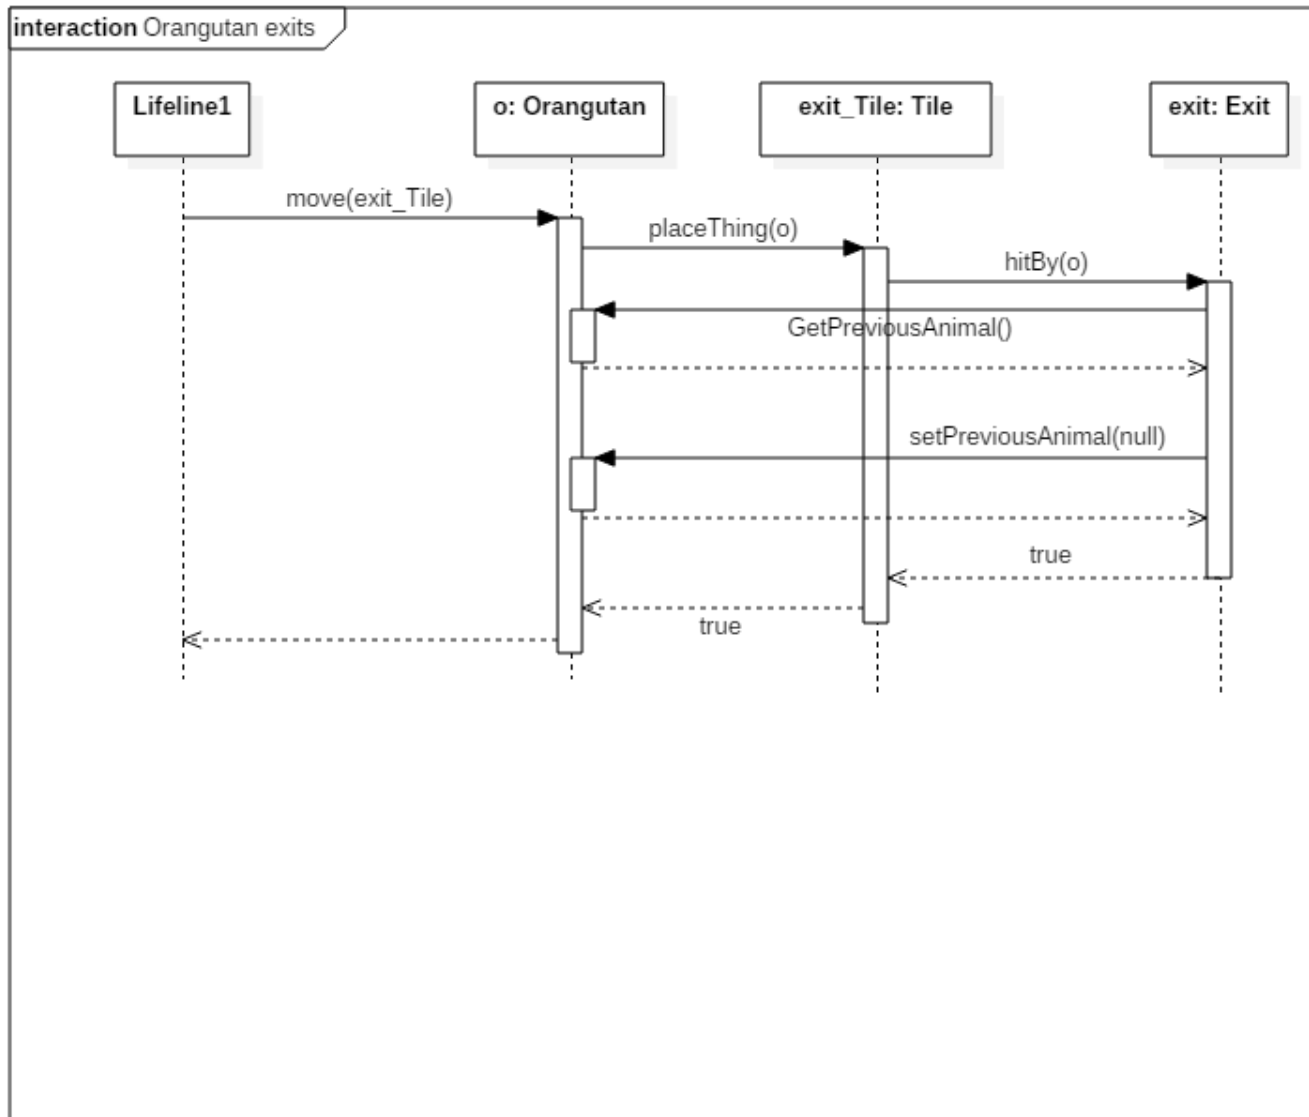 interaction Orangutan exits
Lifeline1
o: Orangutan
exit_Tile: Tile
exit: Exit
move(exit_Tile)
placeThing(o)
hitBy(o)
GetPreviousAnimal()
setPreviousAnimal(null)
true
true